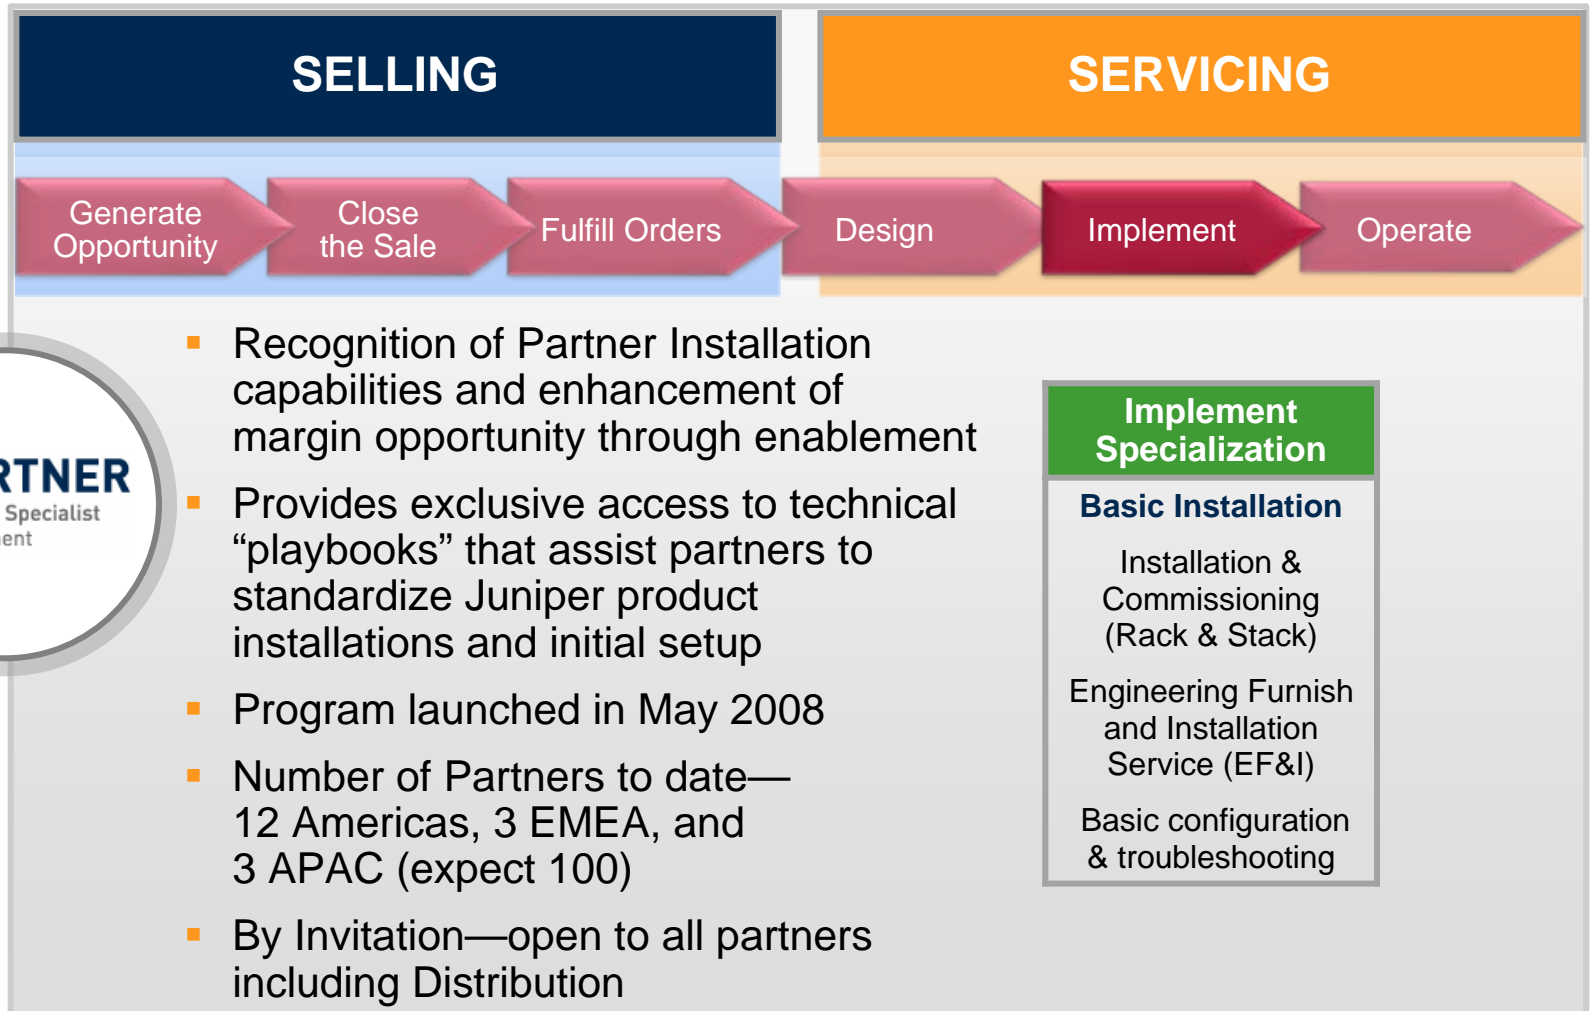 SELLING
SERVICING
Generate
Opportunity
Close
the Sale
Fulfill Orders
Design
Implement
Operate
RTNER
Specialist
ent
Recognition of Partner Installation
capabilities and enhancement of
margin opportunity through enablement
Provides exclusive access to technical
“playbooks” that assist partners to
standardize Juniper product
installations and initial setup
Program launched in May 2008
Number of Partners to date—
12 Americas, 3 EMEA, and
3 APAC (expect 100)
By Invitation—open to all partners
including Distribution
Implement
Specialization
Basic Installation
Installation &
Commissioning
(Rack & Stack)
Engineering Furnish
and Installation
Service (EF&I)
Basic configuration
& troubleshooting